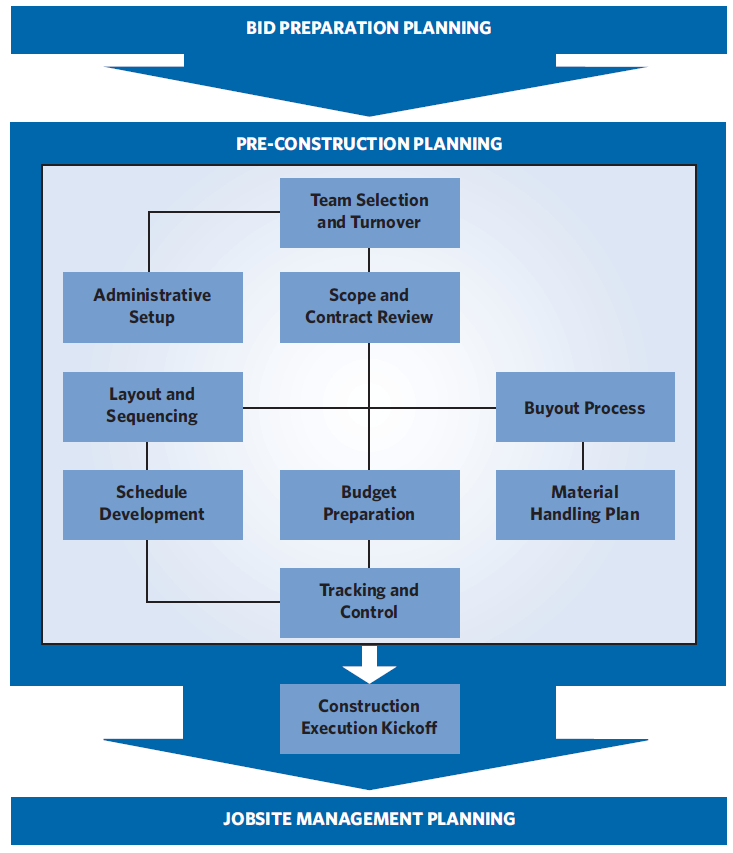 BID PREPARATION PLANNING
PRE-CONSTRUCTION PLANNING
Team Selection
and Turnover
Administrative
Setup
Scope and
Contract Review
Layout and
Sequencing
Buyout Process
Schedule
Development
Budget
Preparation
Material
Handling Plan
Tracking and
Control
Construction
Execution Kickoff
JOBSITE MANAGEMENT PLANNING